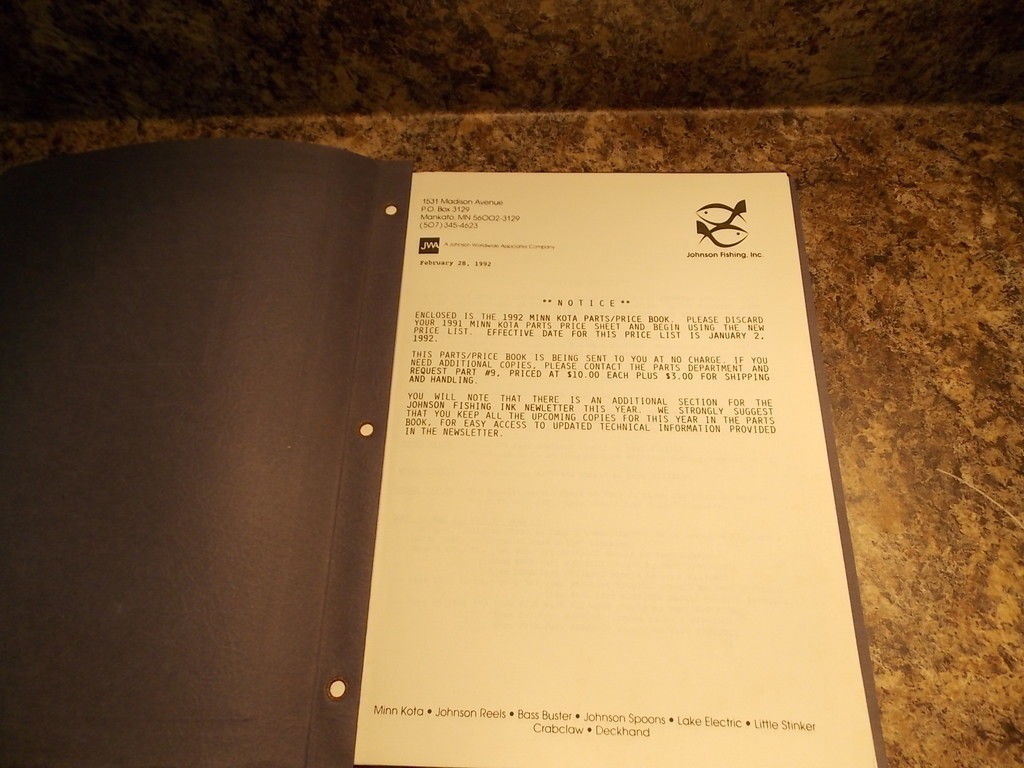 1531 Madison Avenue
P.O. Box 3129
Mankato, MN 56002-3129
(507) 345-4623
JWA A Johnson Worldwide Associates Company
February 28, 1992
Johnson Fishing, Inc.
** N O T I C E **
ENCLOSED IS THE 1992 MINN KOTA PARTS/PRICE BOOK. PLEASE DISCARD
YOUR 1991 MINN KOTA PARTS PRICE SHEET AND BEGIN USING THE NEW
PRICE LIST. EFFECTIVE DATE FOR THIS PRICE LIST IS JANUARY 2,
1992.
THIS PARTS/PRICE BOOK IS BEING SENT TO YOU AT NO CHARGE. IF YOU
NEED ADDITIONAL COPIES, PLEASE CONTACT THE PARTS DEPARTMENT AND
REQUEST PART #9, PRICED AT $10.00 EACH PLUS $3.00 FOR SHIPPING
AND HANDLING.
YOU WILL NOTE THAT THERE IS AN ADDITIONAL SECTION FOR THE
JOHNSON FISHING INK NEWLETTER THIS YEAR. WE STRONGLY SUGGEST
THAT YOU KEEP ALL THE UPCOMING COPIES FOR THIS YEAR IN THE PARTS
BOOK, FOR EASY ACCESS TO UPDATED TECHNICAL INFORMATION PROVIDED
IN THE NEWSLETTER.
Minn Kota • Johnson Reels • Bass Buster • Johnson Spoons • Lake Electric • Little Stinker
Crabclaw • Deckhand